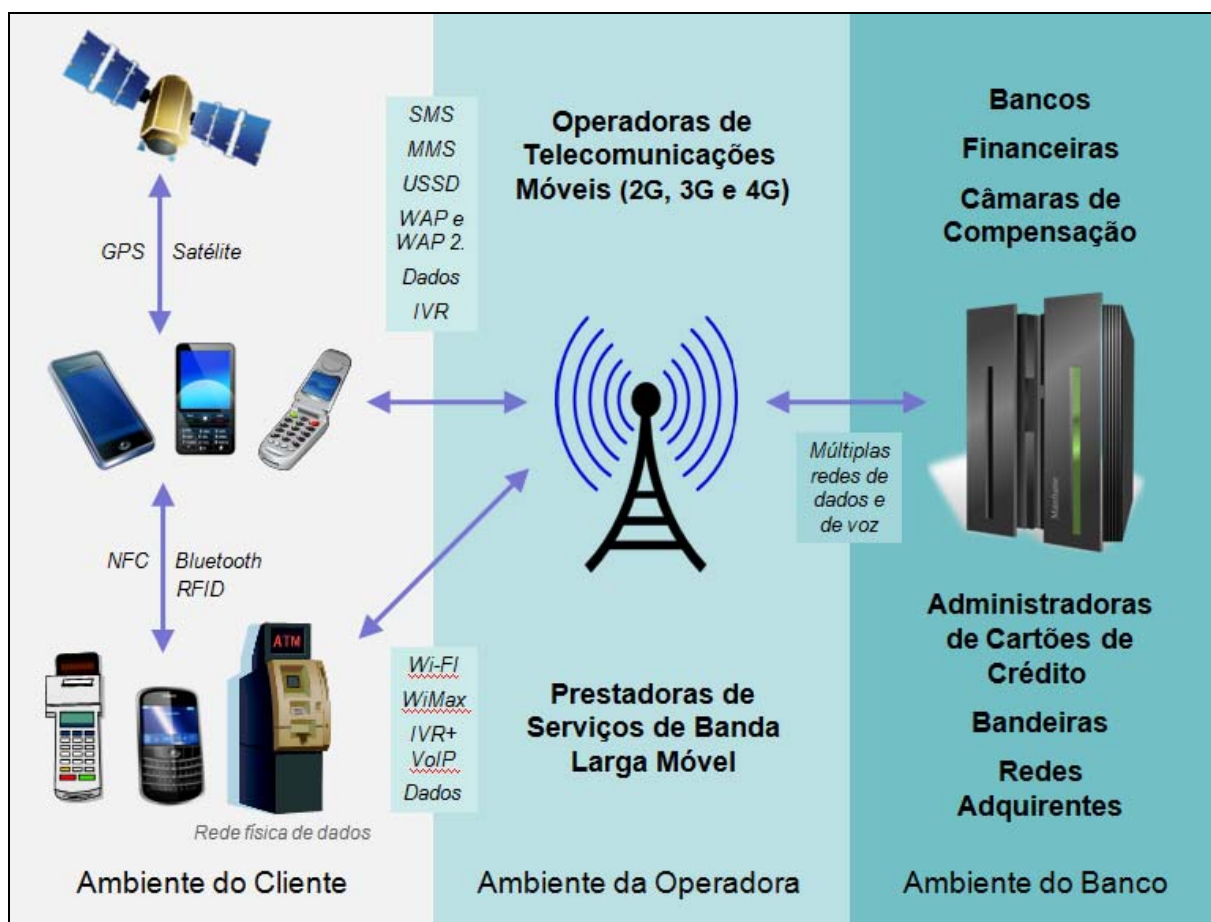 GPS
Satélite
NFC
Bluetooth
RFID
ATM
Rede física de dados
Ambiente do Cliente
SMS
MMS
USSD
WAP e
WAP 2.
Dados
IVR
Operadoras de
Telecomunicações
Móveis (2G, 3G e 4G)
Wi-FI
WiMax
IVR+
VoIP
Dados
Prestadoras de
Serviços de Banda
Larga Móvel
Ambiente da Operadora
Múltiplas
redes de
dados e
de voz
Bancos
Financeiras
Câmaras de
Compensação
Mainframe
Administradoras
de Cartões de
Crédito
Bandeiras
Redes
Adquirentes
Ambiente do Banco